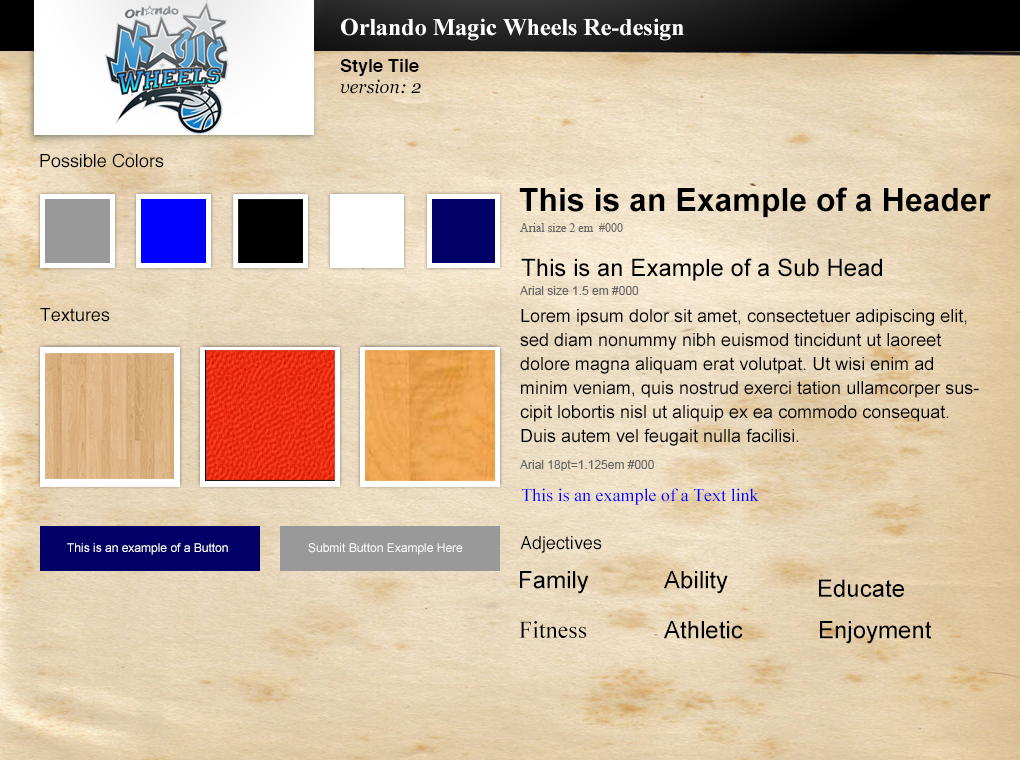 Orlando
MAGIC
WHEELS
Orlando Magic Wheels Re-design
Style Tile
version: 2
Possible Colors
Textures
This is an example of a Button
Submit Button Example Here
This is an Example of a Header
Arial size 2 em #000
This is an Example of a Sub Head
Arial size 1.5 em #000
Lorem ipsum dolor sit amet, consectetuer adipiscing elit,
sed diam nonummy nibh euismod tincidunt ut laoreet
dolore magna aliquam erat volutpat. Ut wisi enim ad
minim veniam, quis nostrud exerci tation ullamcorper sus-
cipit lobortis nisl ut aliquip ex ea commodo consequat.
Duis autem vel feugait nulla facilisi.
Arial 18pt=1.125em #000
This is an example of a Text link
Adjectives
Family Ability Educate
Fitness Athletic Enjoyment